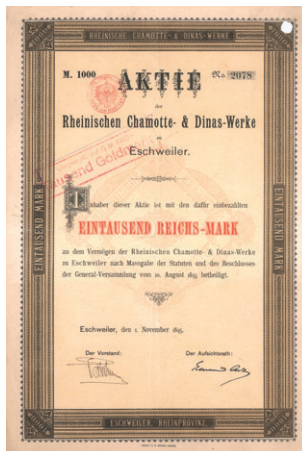 RHEINISCHE CHAMOTTE- & DINAS-WERKE
M. 1000
No 2078
AKTIE
der
Rheinischen Chamotte- & Dinas-Werke
zu
Eschweiler.
tausend Goldmark
Inhaber dieser Aktie ist mit den dafür einbezahlten
EINTAUSEND REICHS-MARK
an dem Vermögen der Rheinischen Chamotte- & Dinas-Werke
zu Eschweiler nach Massgabe der Statuten und des Beschlusses
der General-Versammlung vom 10. August 1895 betheiligt.
Eschweiler, den 1. November 1895.
Der Vorstand:
Der Aufsichtsrath:
EINTAUSEND MARK
EINTAUSEND MARK
ESCHWEILER, RHEINPROVINZ.